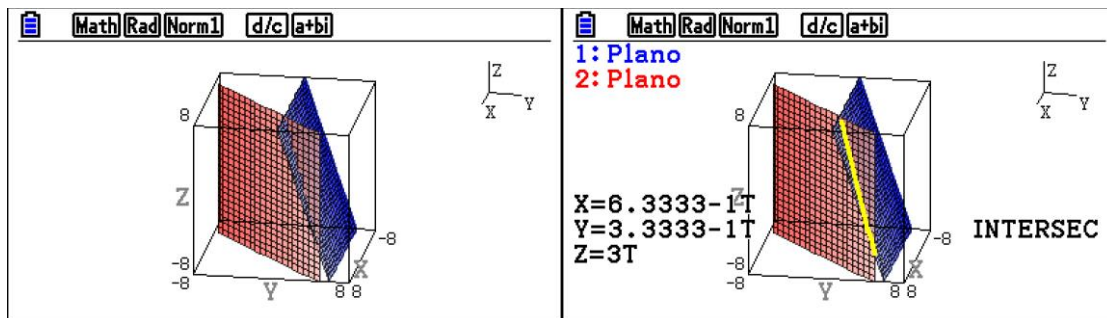 Math Rad Norm1 d/c a+bi
Z
X Y
8
Z
-8
-8
-8
X
Y
8 8
Math Rad Norm1 d/c a+bi
1:Plano
2:Plano
Z
X Y
8
Z
X=6.3333-1T
Y=3.3333-1T
Z=3T
-8
INTERSEC
-8
-8
X
Y
8 8